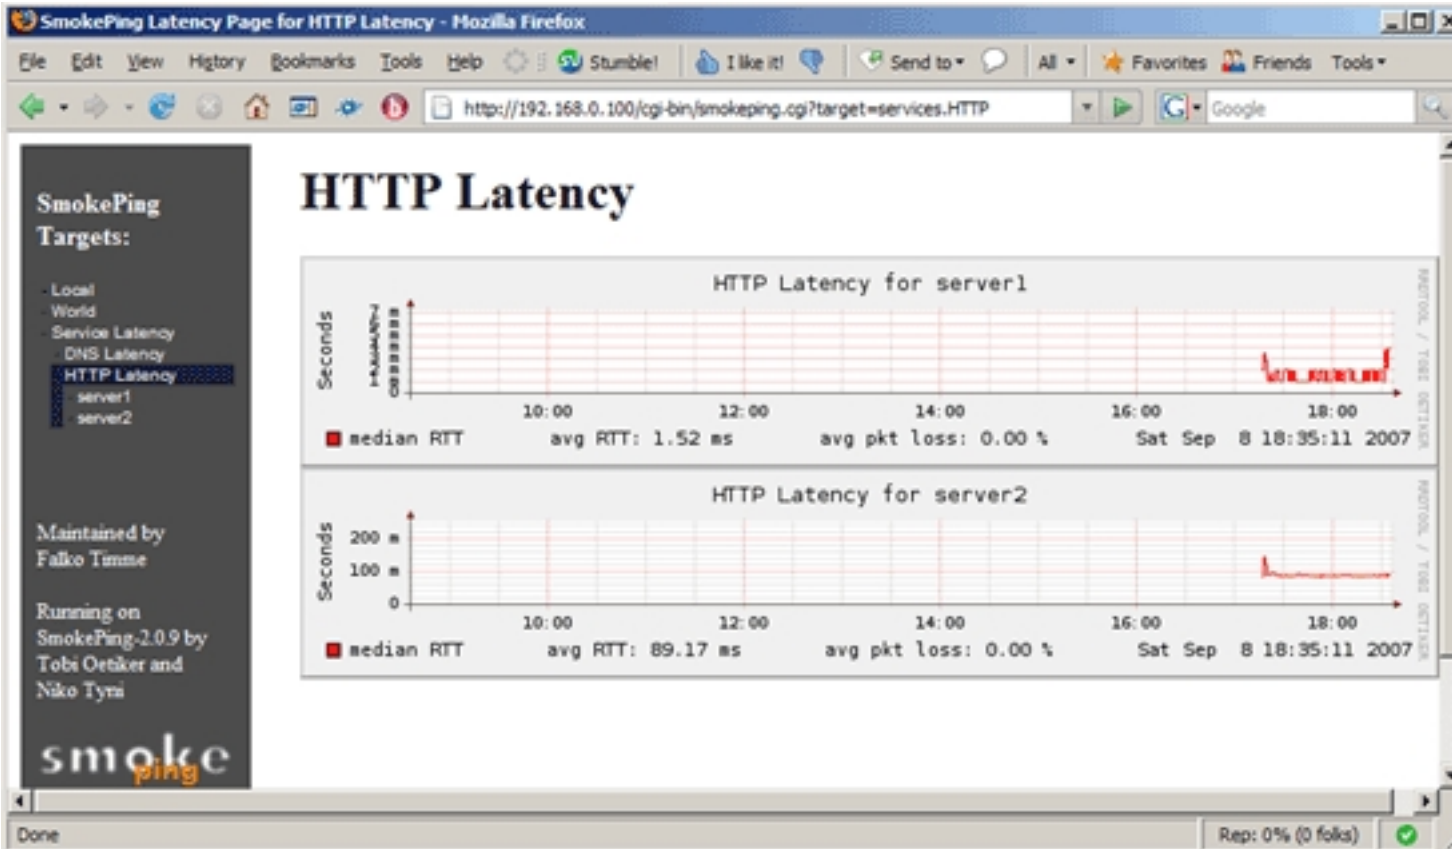 SmokePing Latency Page for HTTP Latency - Mozilla Firefox
File Edit View History Bookmarks Tools Help Stumble! I like it! Send to All Favorites Friends Tools
http://192.168.0.100/cgi-bin/smokeping.cgi?target=services.HTTP Google
SmokePing
Targets:
- Local
- World
- Service Latency
- DNS Latency
- HTTP Latency
- server1
- server2
Maintained by
Falko Timme
Running on
SmokePing-2.0.9 by
Tobi Oetiker and
Niko Tyni
smoke
ping
HTTP Latency
HTTP Latency for server1
Seconds
0
10:00 12:00 14:00 16:00 18:00
median RTT avg RTT: 1.52 ms avg pkt loss: 0.00 % Sat Sep 8 18:35:11 2007
RRDTOOL / TOBI OETIKER
HTTP Latency for server2
Seconds
200 m
100 m
0
10:00 12:00 14:00 16:00 18:00
median RTT avg RTT: 89.17 ms avg pkt loss: 0.00 % Sat Sep 8 18:35:11 2007
RRDTOOL / TOBI OETIKER
Done Rep: 0% (0 folks)